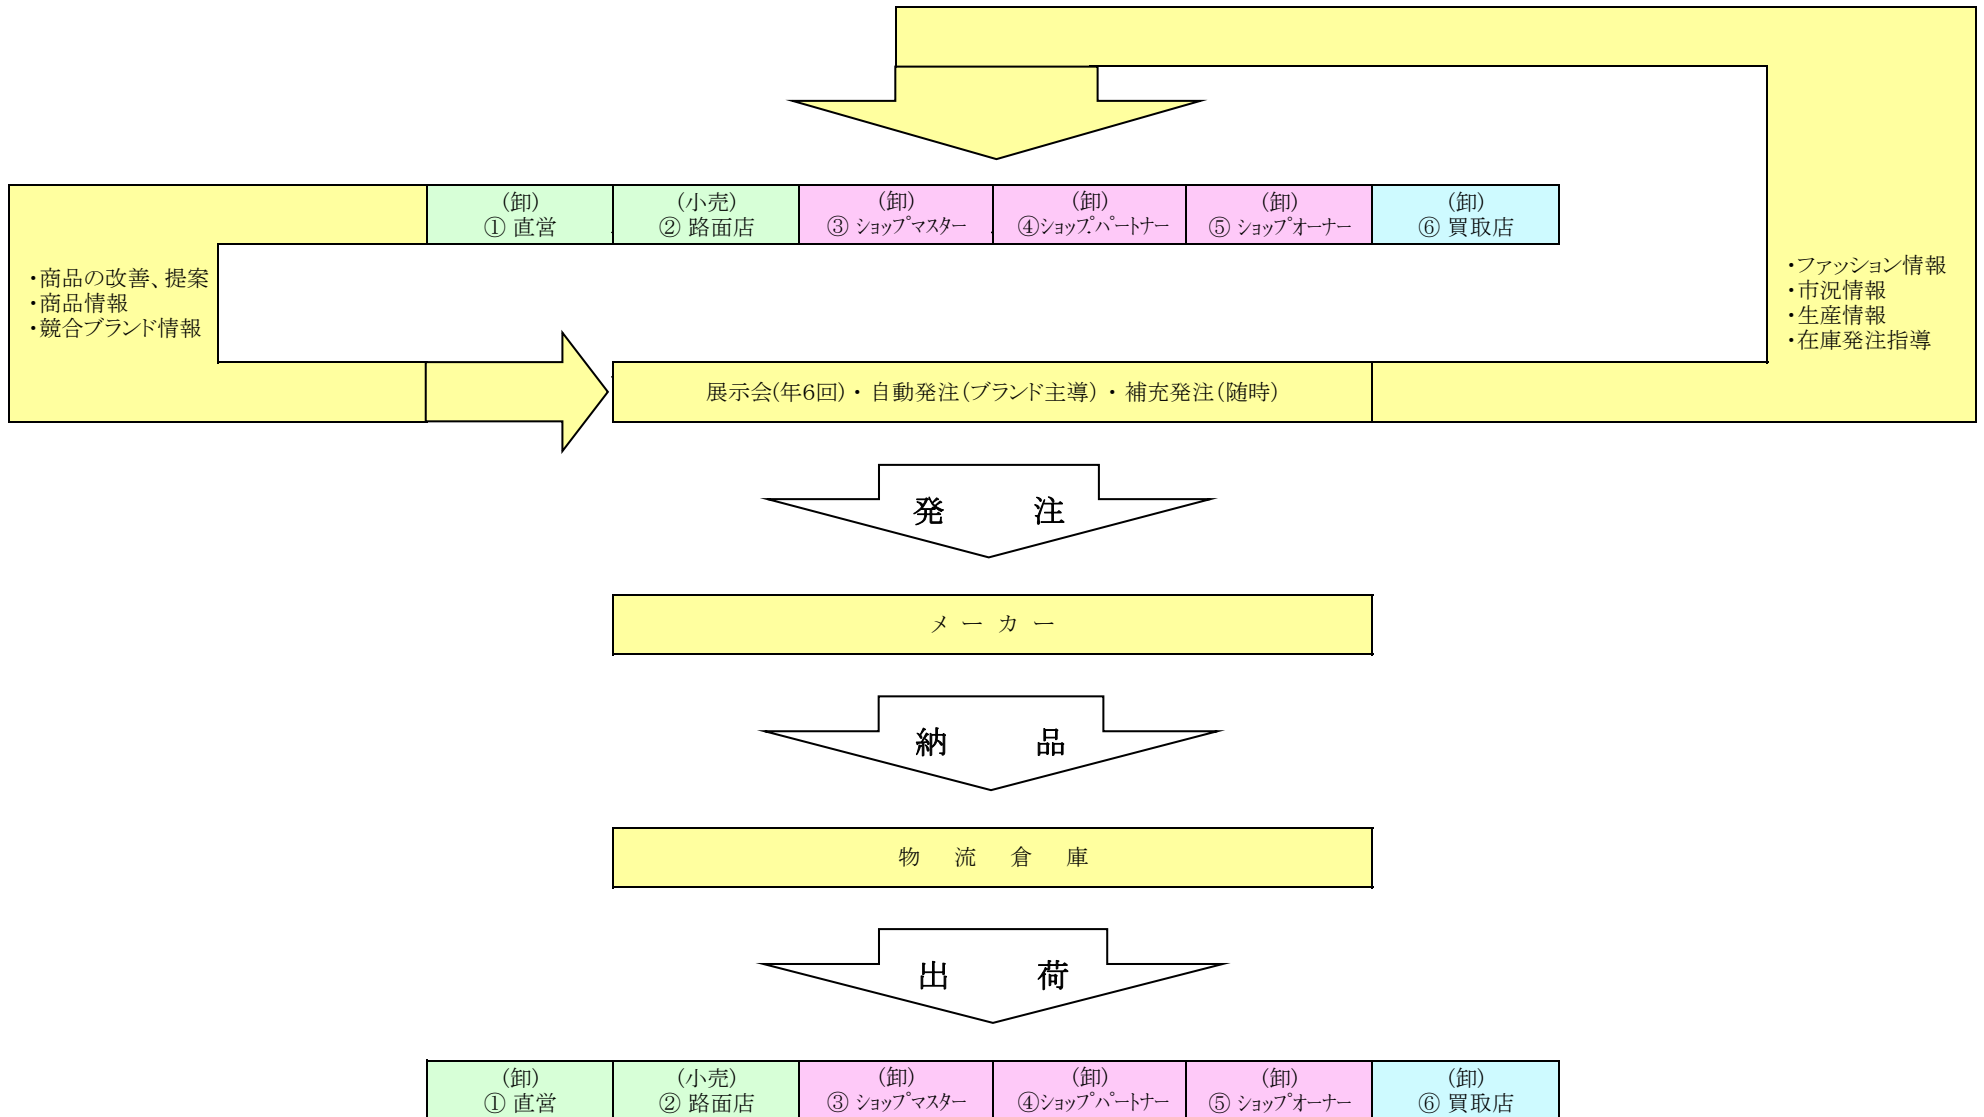 (卸)
① 直営
(小売)
② 路面店
(卸)
③ ショップマスター
(卸)
④ショップパートナー
(卸)
⑤ ショップオーナー
(卸)
⑥ 買取店
・商品の改善、提案
・商品情報
・競合ブランド情報
・ファッション情報
・市況情報
・生産情報
・在庫発注指導
展示会(年6回)・自動発注(ブランド主導)・補充発注(随時)
発 注
メーカー
納 品
物流倉庫
出 荷
(卸)
① 直営
(小売)
② 路面店
(卸)
③ ショップマスター
(卸)
④ショップパートナー
(卸)
⑤ ショップオーナー
(卸)
⑥ 買取店